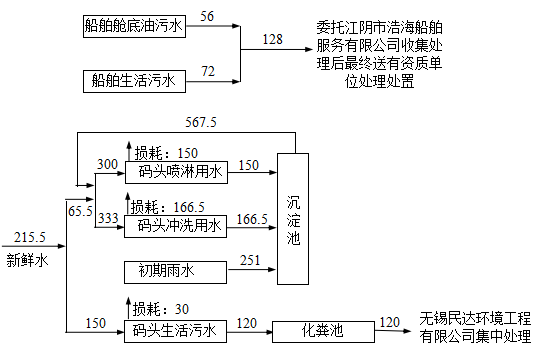 船舶舱底油污水
56
128
船舶生活污水
72
委托江阴市浩海船舶
服务有限公司收集处
理后最终送有资质单
位处理处置
567.5
损耗：150
300
码头喷淋用水
150
65.5
损耗：166.5
333
码头冲洗用水
166.5
沉淀池
215.5
新鲜水
初期雨水
251
损耗：30
150
码头生活污水
120
化粪池
120
无锡民达环境工程
有限公司集中处理